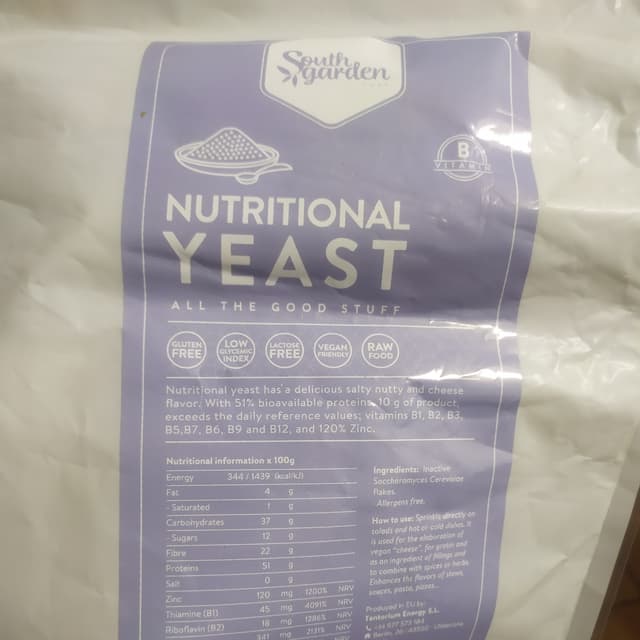 South
garden
B
VITAMIN
NUTRITIONAL
YEAST
ALL THE GOOD STUFF
GLUTEN FREE
LOW GLYCEMIC INDEX
LACTOSE FREE
VEGAN FRIENDLY
RAW FOOD
Nutritional yeast has a delicious salty nutty and cheese
flavor. With 51% bioavailable proteins, 10 g of product
exceeds the daily reference values; vitamins B1, B2, B3,
B5,B7, B6, B9 and B12, and 120% Zinc.
Nutritional information x 100g
Energy 344 / 1439 (kcal/kJ)
Fat 4 g
- Saturated 1 g
Carbohydrates 37 g
- Sugars 12 g
Fibre 22 g
Proteins 51 g
Salt 0 g
Zinc 120 mg 1200% NRV
Thiamine (B1) 45 mg 4091% NRV
Riboflavin (B2) 18 mg 1286% NRV
341 mg 2131% NRV
Ingredients: Inactive
Saccharomyces Cerevisiae
flakes.
Allergens free.
How to use: Sprinkle directly on
salads and hot or cold dishes. It
is used for the elaboration of
vegan "cheese", for gratin and
as an ingredient of fillings and
to combine with spices or herbs.
Enhances the flavors of stews,
sauces, pasta, pizzas...
Produced in EU by
Tentorium Energy S.L.